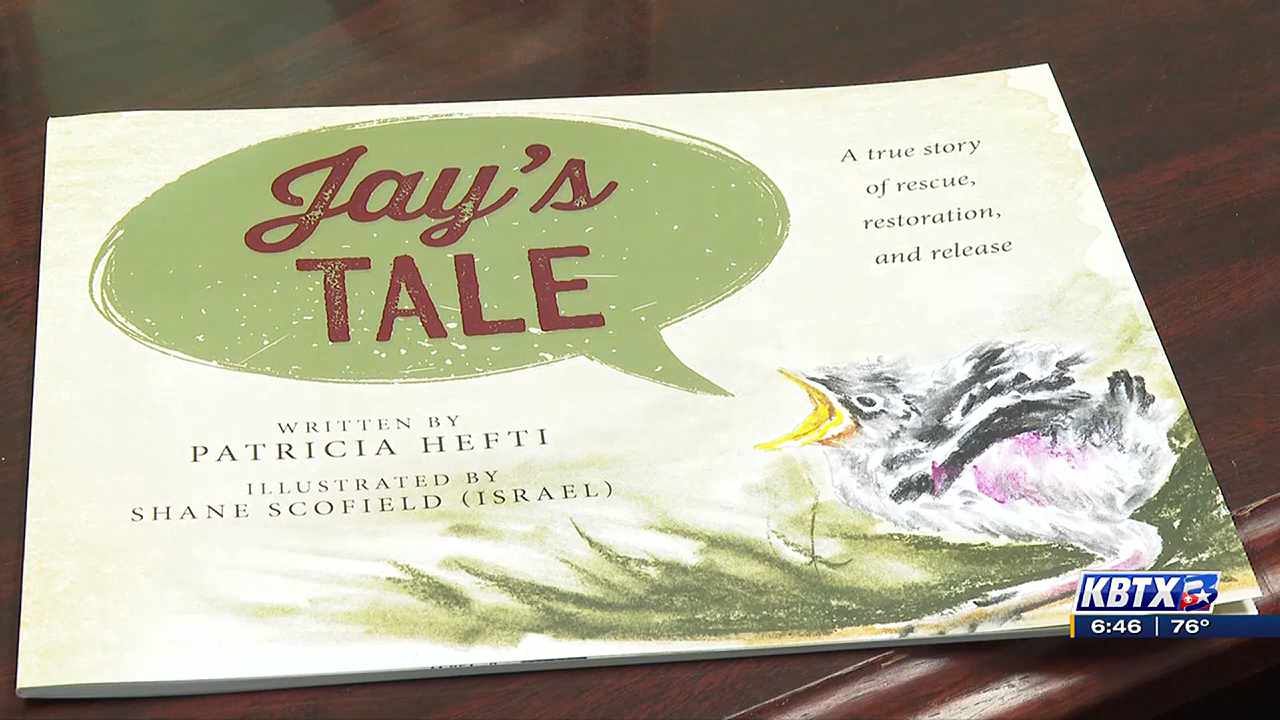 Jay's
TALE
A true story
of rescue,
restoration,
and release
WRITTEN BY
PATRICIA HEFTI
ILLUSTRATED BY
SHANE SCOFIELD (ISRAEL)
KBTX 3
6:46 | 76°